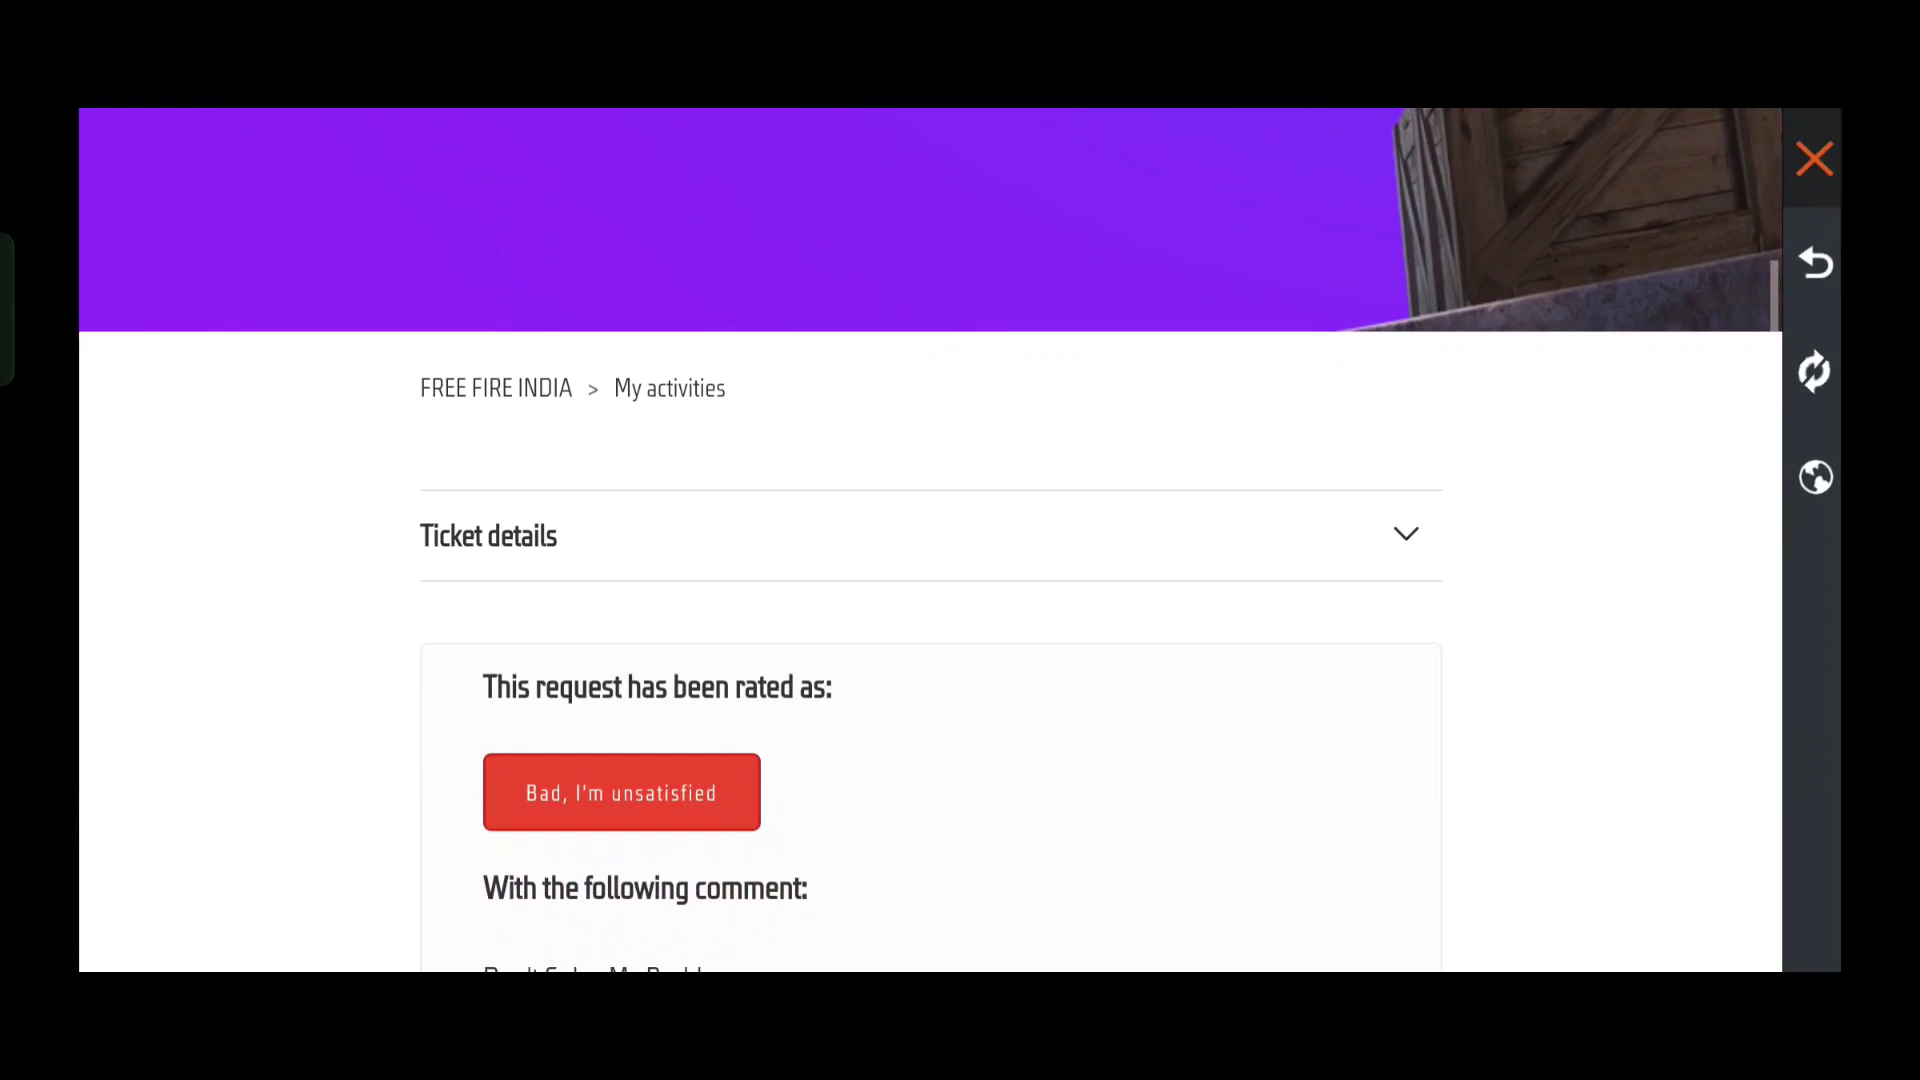 FREE FIRE INDIA > My activities
Ticket details
This request has been rated as:
Bad, I'm unsatisfied
With the following comment: